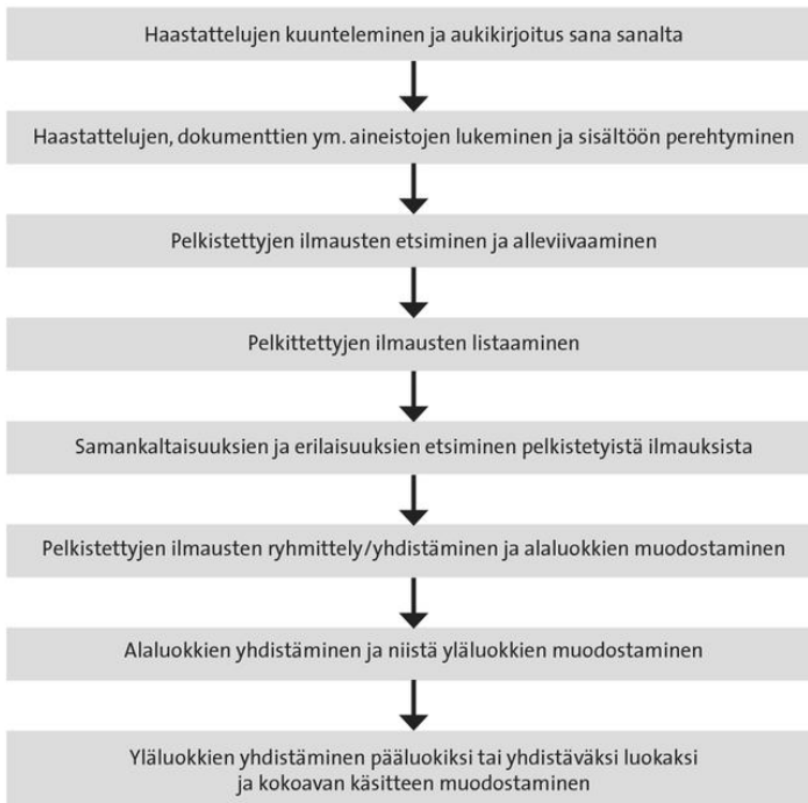 Haastattelujen kuunteleminen ja aukikirjoitus sana sanalta
Haastattelujen, dokumenttien ym. aineistojen lukeminen ja sisältöön perehtyminen
Pelkistettyjen ilmausten etsiminen ja alleviivaaminen
Pelkittettyjen ilmausten listaaminen
Samankaltaisuuksien ja erilaisuuksien etsiminen pelkistetyistä ilmauksista
Pelkistettyjen ilmausten ryhmittely/yhdistäminen ja alaluokkien muodostaminen
Alaluokkien yhdistäminen ja niistä yläluokkien muodostaminen
Yläluokkien yhdistäminen pääluokiksi tai yhdistäväksi luokaksi
ja kokoavan käsitteen muodostaminen